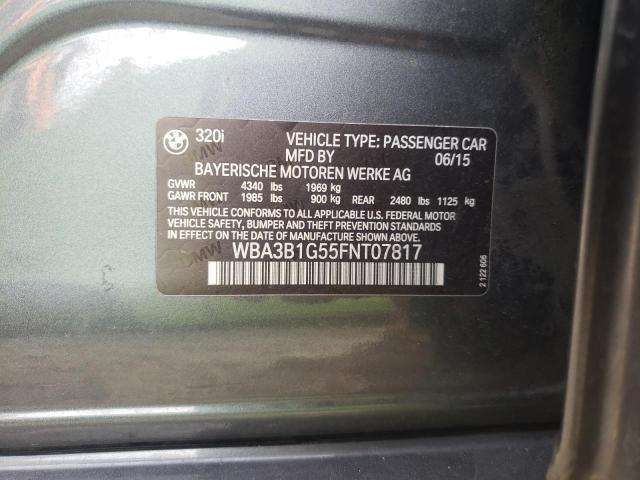 320i VEHICLE TYPE: PASSENGER CAR
MFD BY 06/15
BAYERISCHE MOTOREN WERKE AG
GVWR 4340 lbs 1969 kg
GAWR FRONT 1985 lbs 900 kg REAR 2480 lbs 1125 kg
THIS VEHICLE CONFORMS TO ALL APPLICABLE U.S. FEDERAL MOTOR
VEHICLE SAFETY, BUMPER AND THEFT PREVENTION STANDARDS IN
EFFECT ON THE DATE OF MANUFACTURE SHOWN ABOVE.
WBA3B1G55FNT07817
2 122 606